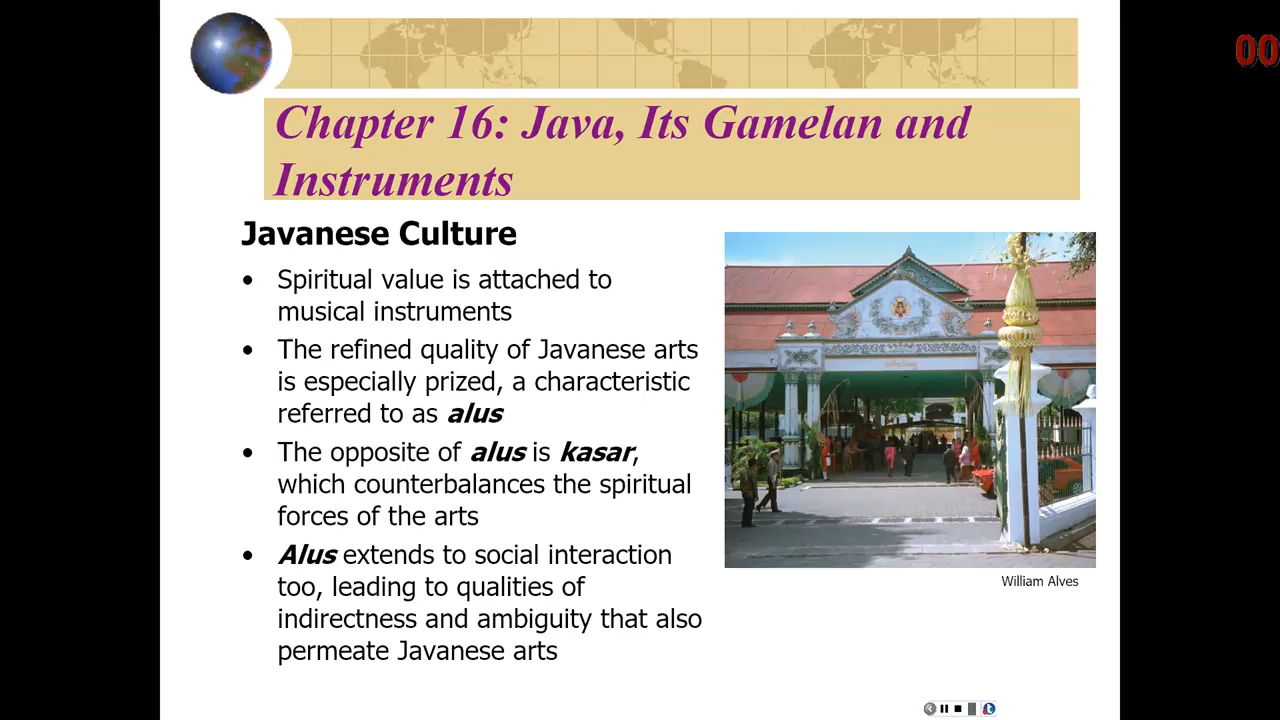 00
Chapter 16: Java, Its Gamelan and
Instruments
Javanese Culture
• Spiritual value is attached to
musical instruments
• The refined quality of Javanese arts
is especially prized, a characteristic
referred to as alus
• The opposite of alus is kasar,
which counterbalances the spiritual
forces of the arts
• Alus extends to social interaction
too, leading to qualities of
indirectness and ambiguity that also
permeate Javanese arts
William Alves